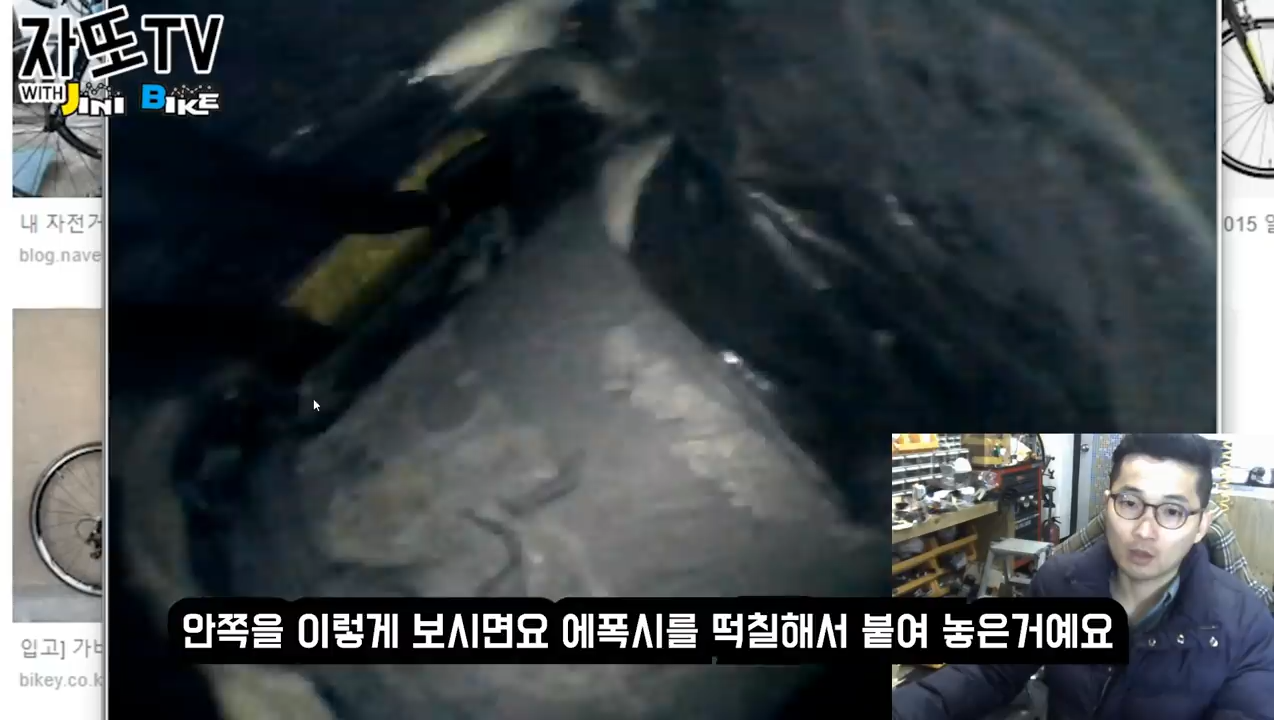 자또TV
WITH JINI BIKE
내 자전거
blog.nave
015 일
입고] 가
bikey.co.k
안쪽을 이렇게 보시면요 에폭시를 떡칠해서 붙여 놓은거예요